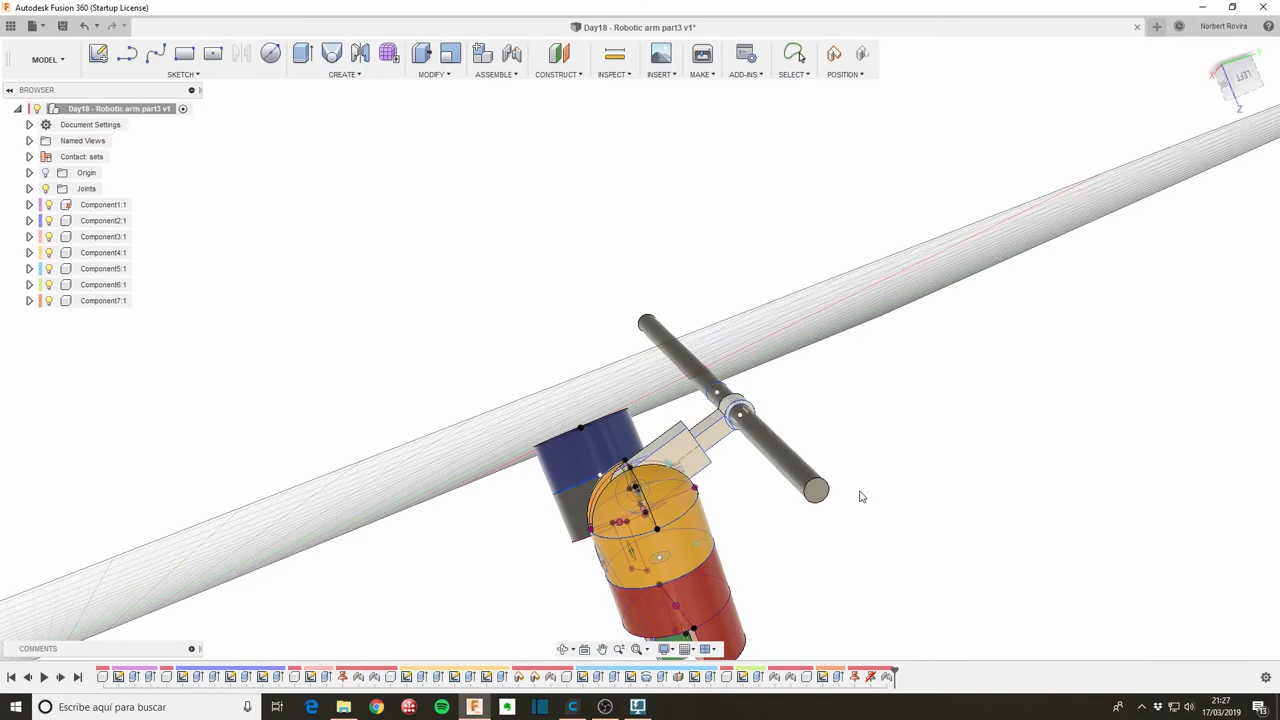 Autodesk Fusion 360 (Startup License)
Day18 - Robotic arm part3 v1*
Norbert Rovira
MODEL
SKETCH
CREATE
MODIFY
ASSEMBLE
CONSTRUCT
INSPECT
INSERT
MAKE
ADD-INS
SELECT
POSITION
BROWSER
Day18 - Robotic arm part3 v1
Document Settings
Named Views
Contact: sets
Origin
Joints
Component1:1
Component2:1
Component3:1
Component4:1
Component5:1
Component6:1
Component7:1
X
Y
LEFT
Z
COMMENTS
Escribe aquí para buscar
21:27
17/03/2019
13